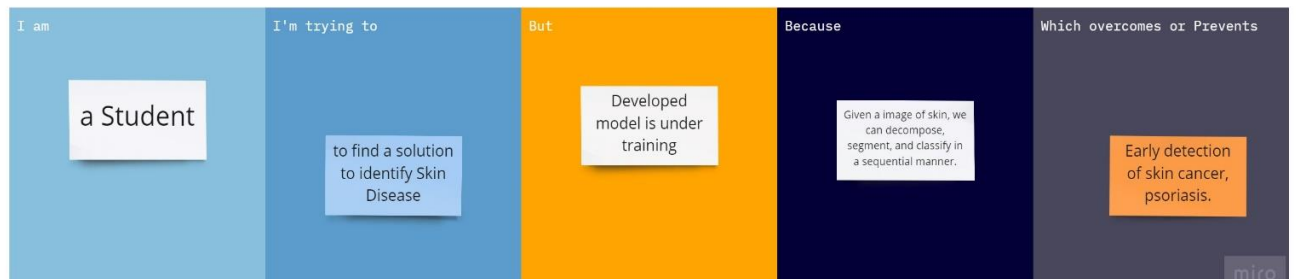 I am
a Student
I'm trying to
to find a solution
to identify Skin
Disease
But
Developed
model is under
training
Because
Given a image of skin, we
can decompose,
segment, and classify in
a sequential manner.
Which overcomes or Prevents
Early detection
of skin cancer,
psoriasis.
miro